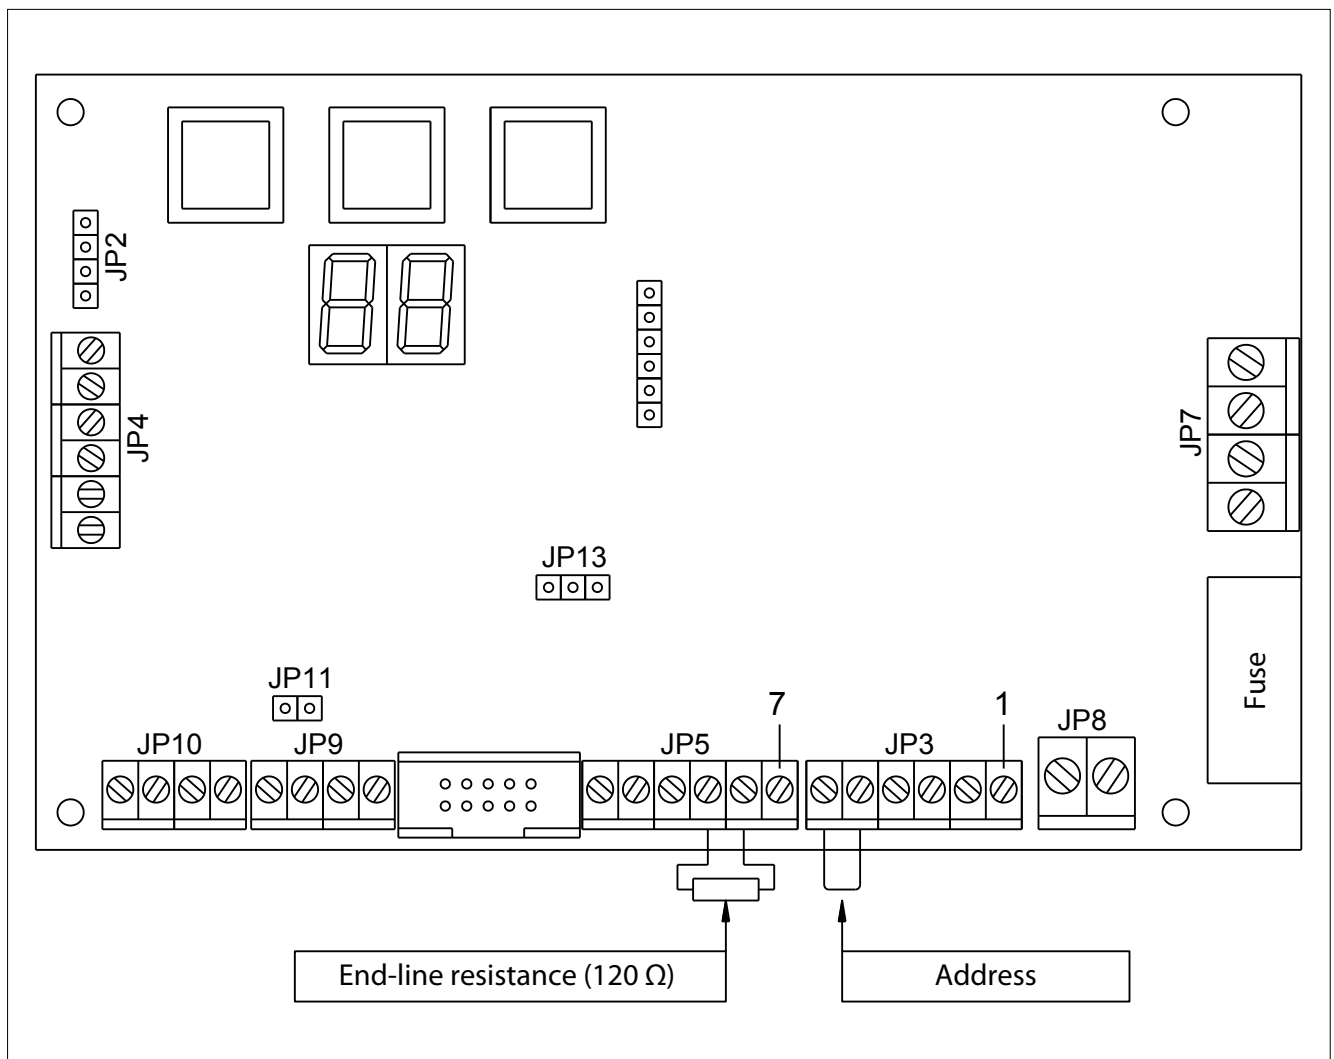 JP2
JP4
JP7
JP13
Fuse
JP11
7
1
JP8
JP10
JP9
JP5
JP3
End-line resistance (120 Ω)
Address